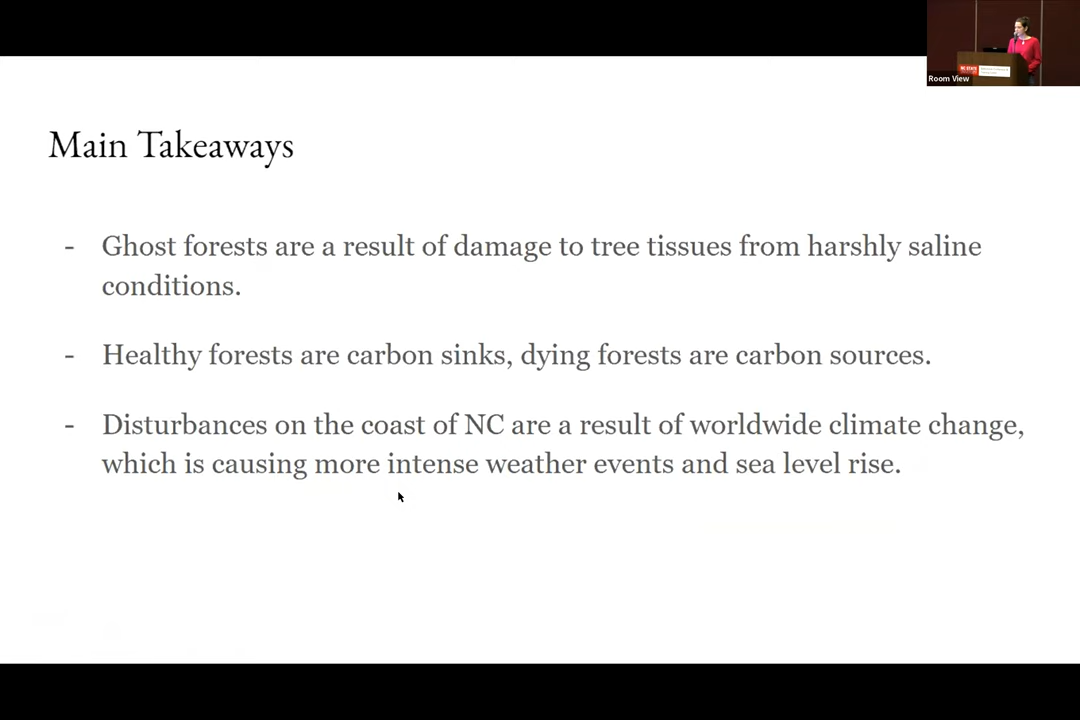 Room View
NC STATE
Main Takeaways
- Ghost forests are a result of damage to tree tissues from harshly saline
conditions.
- Healthy forests are carbon sinks, dying forests are carbon sources.
- Disturbances on the coast of NC are a result of worldwide climate change,
which is causing more intense weather events and sea level rise.